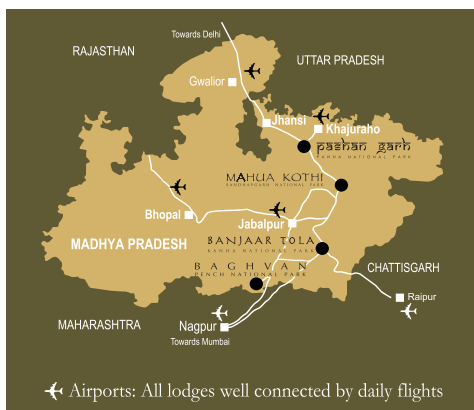 Towards Delhi
RAJASTHAN
UTTAR PRADESH
Gwalior
Jhansi
Khajuraho
pashan garh
PANNA NATIONAL PARK
MAHUA KOTHI
BANDHAVGARH NATIONAL PARK
Bhopal
Jabalpur
MADHYA PRADESH
BANJAAR TOLA
KANHA NATIONAL PARK
BAGHVAN
PENCH NATIONAL PARK
CHATTISGARH
Raipur
MAHARASHTRA
Nagpur
Towards Mumbai
Airports: All lodges well connected by daily flights